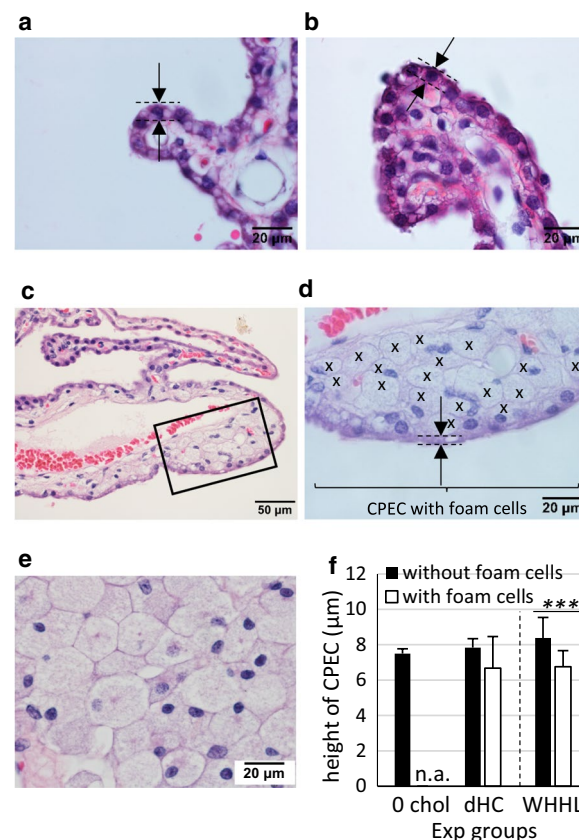 a
b
20 µm
20 µm
c
d
x x x x x x x x x x x x x x x x x
50 µm
CPEC with foam cells
20 µm
e
20 µm
f
without foam cells
with foam cells
height of CPEC (µm)
12
10
8
6
4
2
0
***
n.a.
0 chol
dHC
WHHL
Exp groups